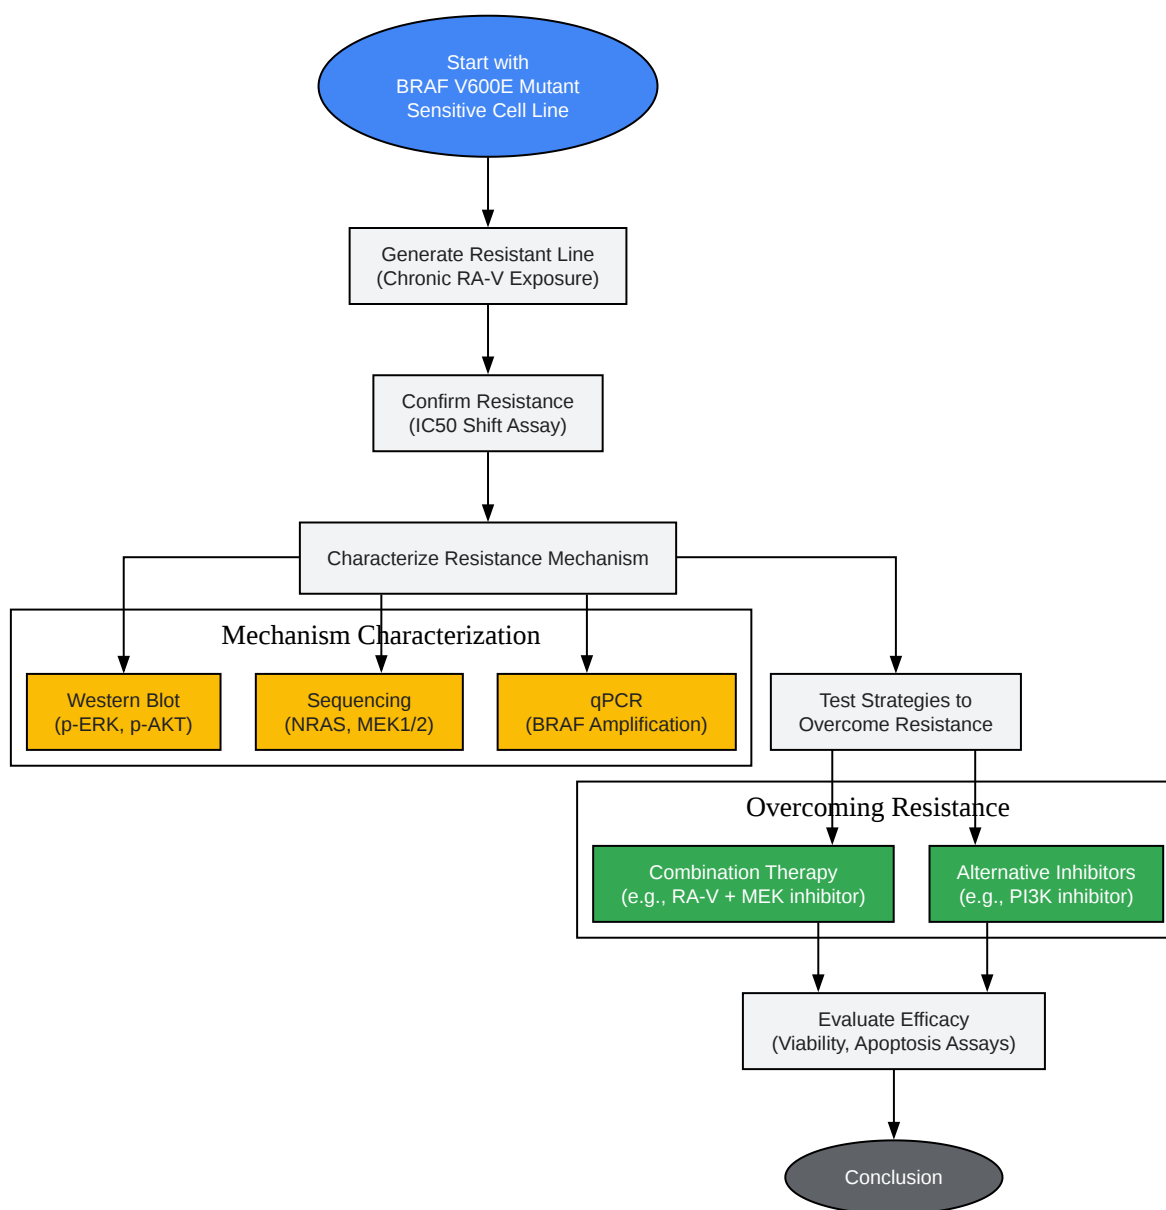 Start with
BRAF V600E Mutant
Sensitive Cell Line
Generate Resistant Line
(Chronic RA-V Exposure)
Confirm Resistance
(IC50 Shift Assay)
Characterize Resistance Mechanism
Mechanism Characterization
Western Blot
(p-ERK, p-AKT)
Sequencing
(NRAS, MEK1/2)
qPCR
(BRAF Amplification)
Test Strategies to
Overcome Resistance
Overcoming Resistance
Combination Therapy
(e.g., RA-V + MEK inhibitor)
Alternative Inhibitors
(e.g., PI3K inhibitor)
Evaluate Efficacy
(Viability, Apoptosis Assays)
Conclusion